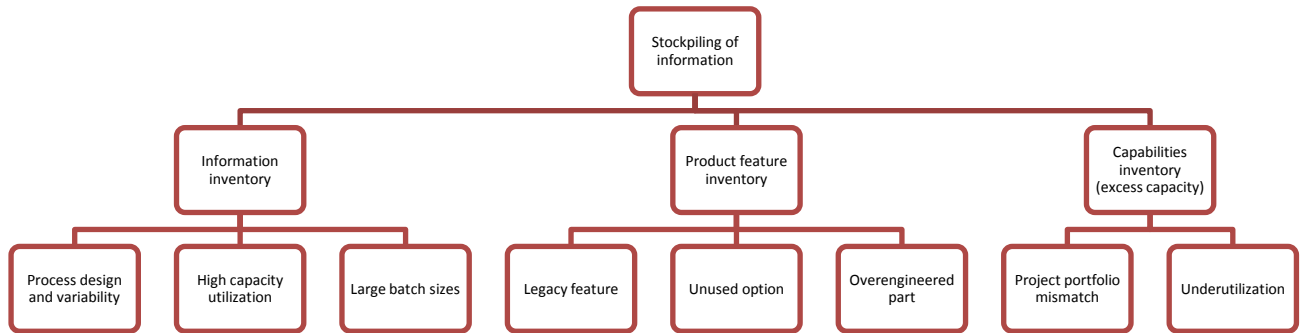 Stockpiling of
information
Information
inventory
Product feature
inventory
Capabilities
inventory
(excess capacity)
Process design
and variability
High capacity
utilization
Large batch sizes
Legacy feature
Unused option
Overengineered
part
Project portfolio
mismatch
Underutilization